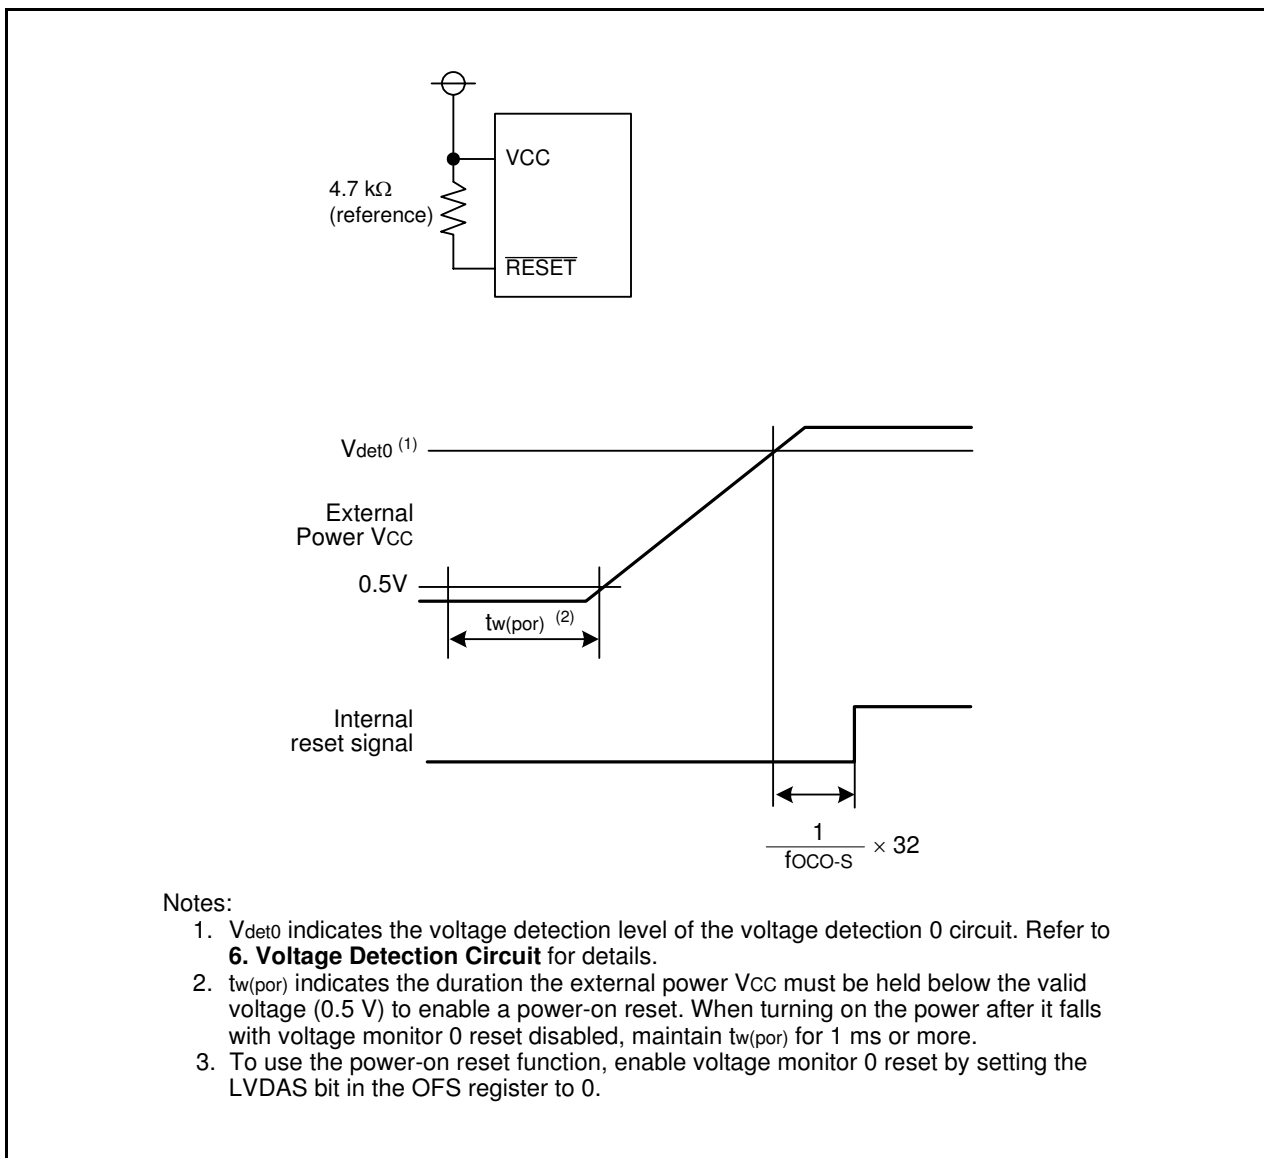 VCC
4.7 kΩ
(reference)
RESET
Vdet0 (1)
External
Power VCC
0.5V
tw(por) (2)
Internal
reset signal
1
fOCO-S
× 32
Notes:
1. Vdet0 indicates the voltage detection level of the voltage detection 0 circuit. Refer to
6. Voltage Detection Circuit for details.
2. tw(por) indicates the duration the external power VCC must be held below the valid
voltage (0.5 V) to enable a power-on reset. When turning on the power after it falls
with voltage monitor 0 reset disabled, maintain tw(por) for 1 ms or more.
3. To use the power-on reset function, enable voltage monitor 0 reset by setting the
LVDAS bit in the OFS register to 0.